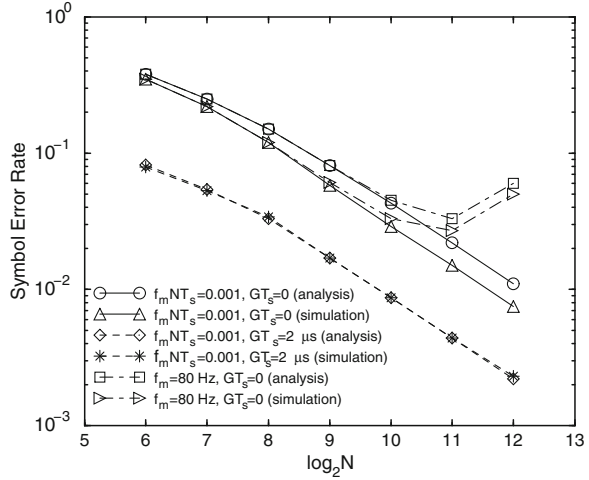 10^0
10^-1
10^-2
10^-3
Symbol Error Rate
f_mNT_s=0.001, GT_s=0 (analysis)
f_mNT_s=0.001, GT_s=0 (simulation)
f_mNT_s=0.001, GT_s=2 μs (analysis)
f_mNT_s=0.001, GT_s=2 μs (simulation)
f_m=80 Hz, GT_s=0 (analysis)
f_m=80 Hz, GT_s=0 (simulation)
5 6 7 8 9 10 11 12 13
log_2N